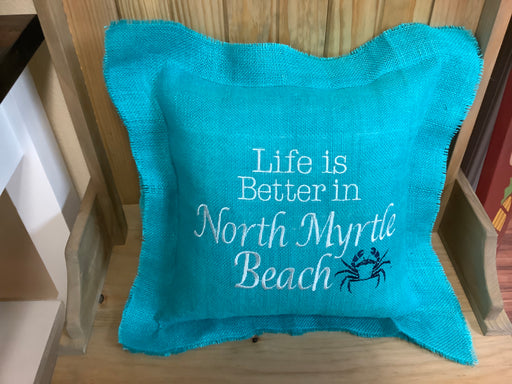 Life is
Better in
North Myrtle
Beach